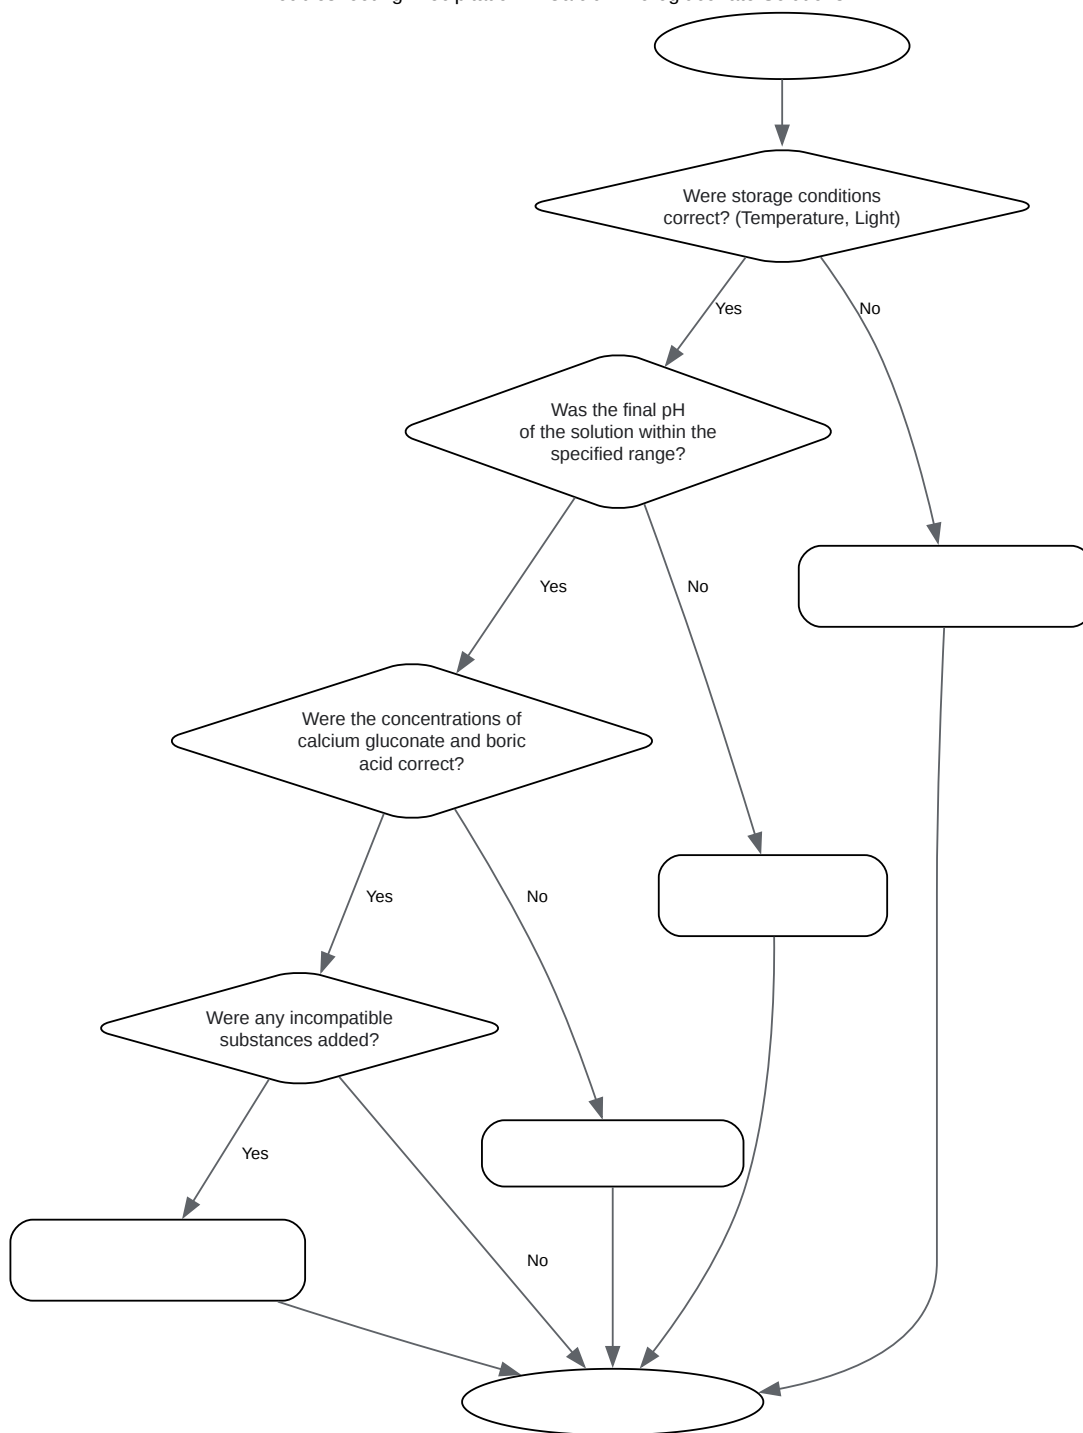 Were storage conditions
correct? (Temperature, Light)
Yes
No
Was the final pH
of the solution within the
specified range?
Yes
No
Were the concentrations of
calcium gluconate and boric
acid correct?
Yes
No
Were any incompatible
substances added?
Yes
No